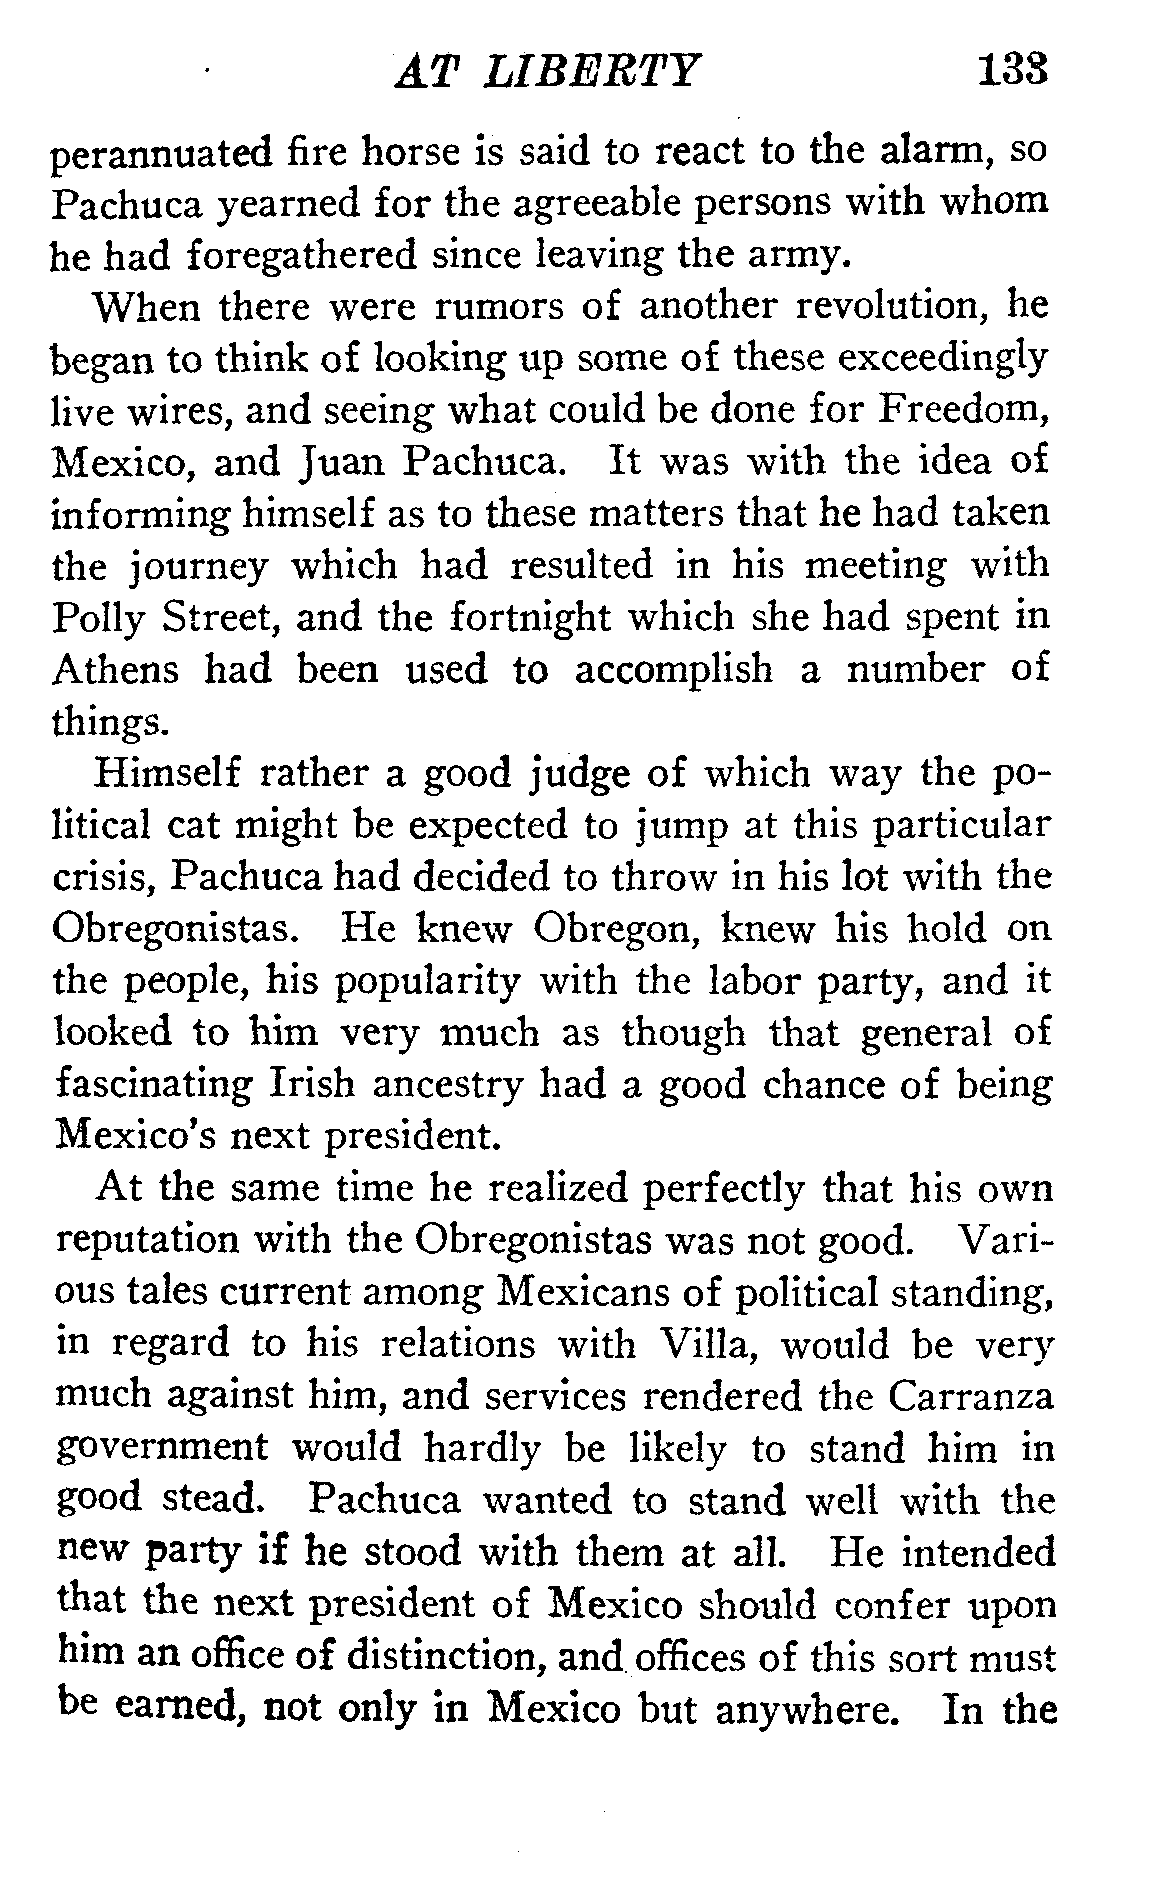 AT LIBERTY 133
perannuated fire horse is said to react to the alarm, so
Pachuca yearned for the agreeable persons with whom
he had foregathered since leaving the army.
When there were rumors of another revolution, he
began to think of looking up some of these exceedingly
live wires, and seeing what could be done for Freedom,
Mexico, and Juan Pachuca. It was with the idea of
informing himself as to these matters that he had taken
the journey which had resulted in his meeting with
Polly Street, and the fortnight which she had spent in
Athens had been used to accomplish a number of
things.
Himself rather a good judge of which way the po-
litical cat might be expected to jump at this particular
crisis, Pachuca had decided to throw in his lot with the
Obregonistas. He knew Obregon, knew his hold on
the people, his popularity with the labor party, and it
looked to him very much as though that general of
fascinating Irish ancestry had a good chance of being
Mexico's next president.
At the same time he realized perfectly that his own
reputation with the Obregonistas was not good. Vari-
ous tales current among Mexicans of political standing,
in regard to his relations with Villa, would be very
much against him, and services rendered the Carranza
government would hardly be likely to stand him in
good stead. Pachuca wanted to stand well with the
new party if he stood with them at all. He intended
that the next president of Mexico should confer upon
him an office of distinction, and offices of this sort must
be earned, not only in Mexico but anywhere. In the